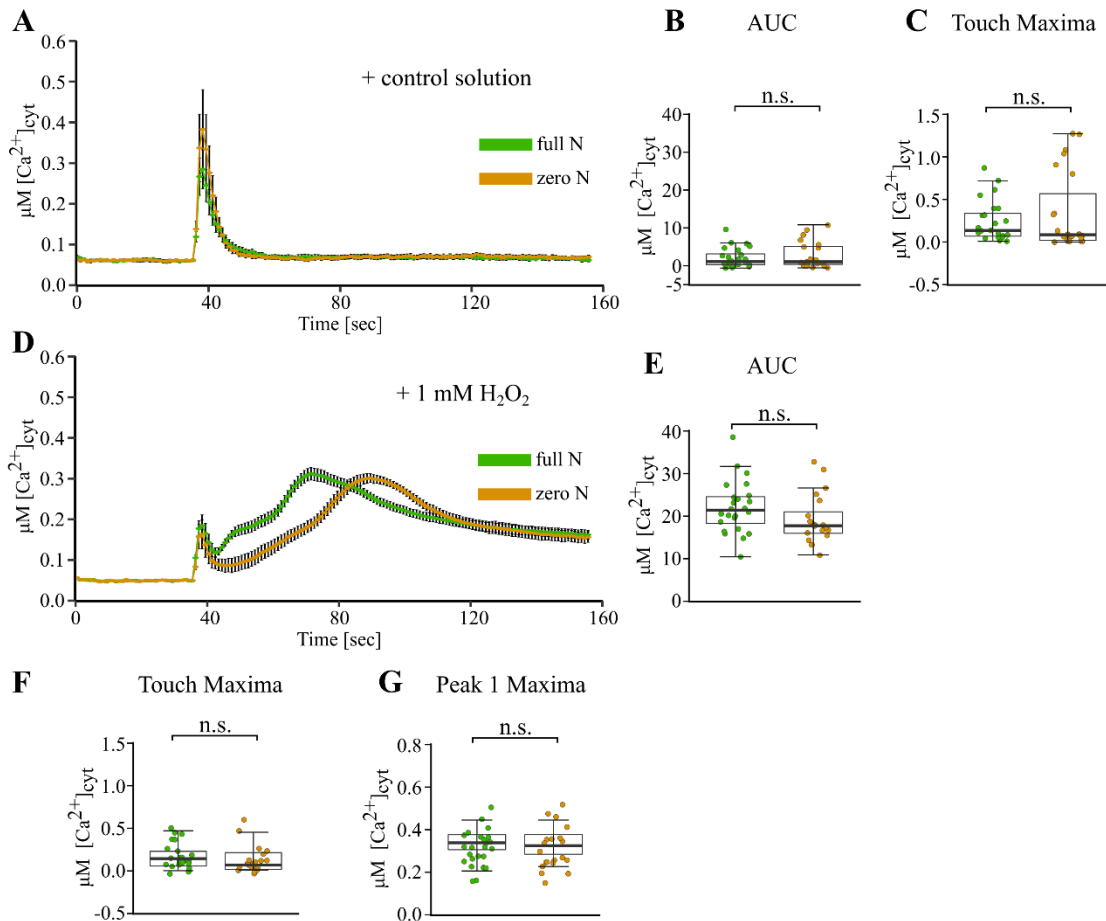 A
0.6
0.5
0.4
0.3
0.2
0.1
0.0
μM [Ca²⁺]cyt
+ control solution
full N
zero N
0 40 80 120 160
Time [sec]
B AUC
n.s.
40
30
20
10
0
-5
μM [Ca²⁺]cyt
C Touch Maxima
n.s.
1.5
1.0
0.5
0.0
-0.5
μM [Ca²⁺]cyt
D
0.6
0.5
0.4
0.3
0.2
0.1
0.0
μM [Ca²⁺]cyt
+ 1 mM H₂O₂
full N
zero N
0 40 80 120 160
Time [sec]
E AUC
n.s.
40
30
20
10
0
μM [Ca²⁺]cyt
F Touch Maxima
n.s.
1.5
1.0
0.5
0.0
-0.5
μM [Ca²⁺]cyt
G Peak 1 Maxima
n.s.
0.8
0.6
0.4
0.2
0.0
μM [Ca²⁺]cyt